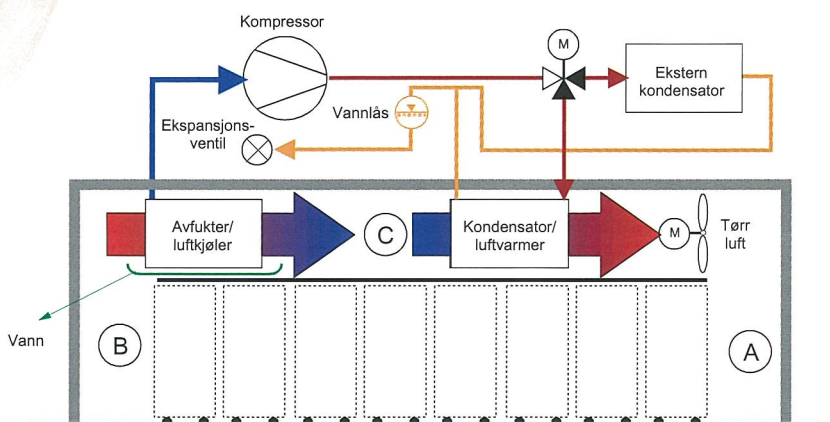 Kompressor
M
Ekstern
kondensator
Vannlås
Ekspansjons-
ventil
Avfukter/
luftkjøler
C
Kondensator/
luftvarmer
M
Tørr
luft
Vann
B
A